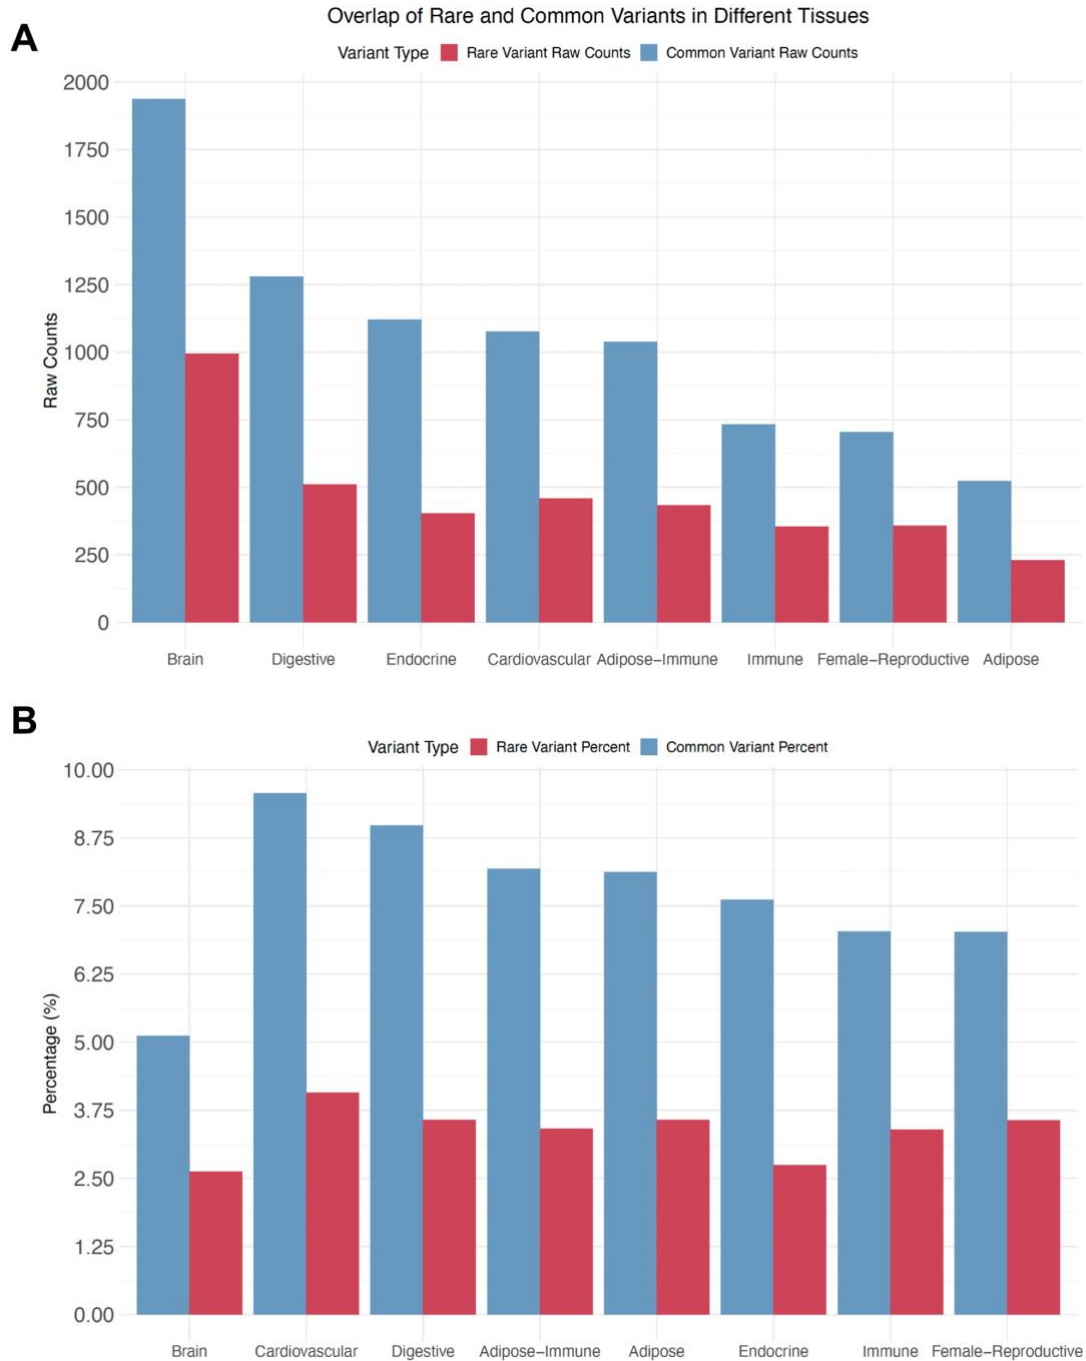 A
Overlap of Rare and Common Variants in Different Tissues
Variant Type Rare Variant Raw Counts Common Variant Raw Counts
2000
1750
1500
1250
1000
750
500
250
0
Raw Counts
Brain Digestive Endocrine Cardiovascular Adipose–Immune Immune Female–Reproductive Adipose
B
Variant Type Rare Variant Percent Common Variant Percent
10.00
8.75
7.50
6.25
5.00
3.75
2.50
1.25
0.00
Percentage (%)
Brain Cardiovascular Digestive Adipose–Immune Adipose Endocrine Immune Female–Reproductive